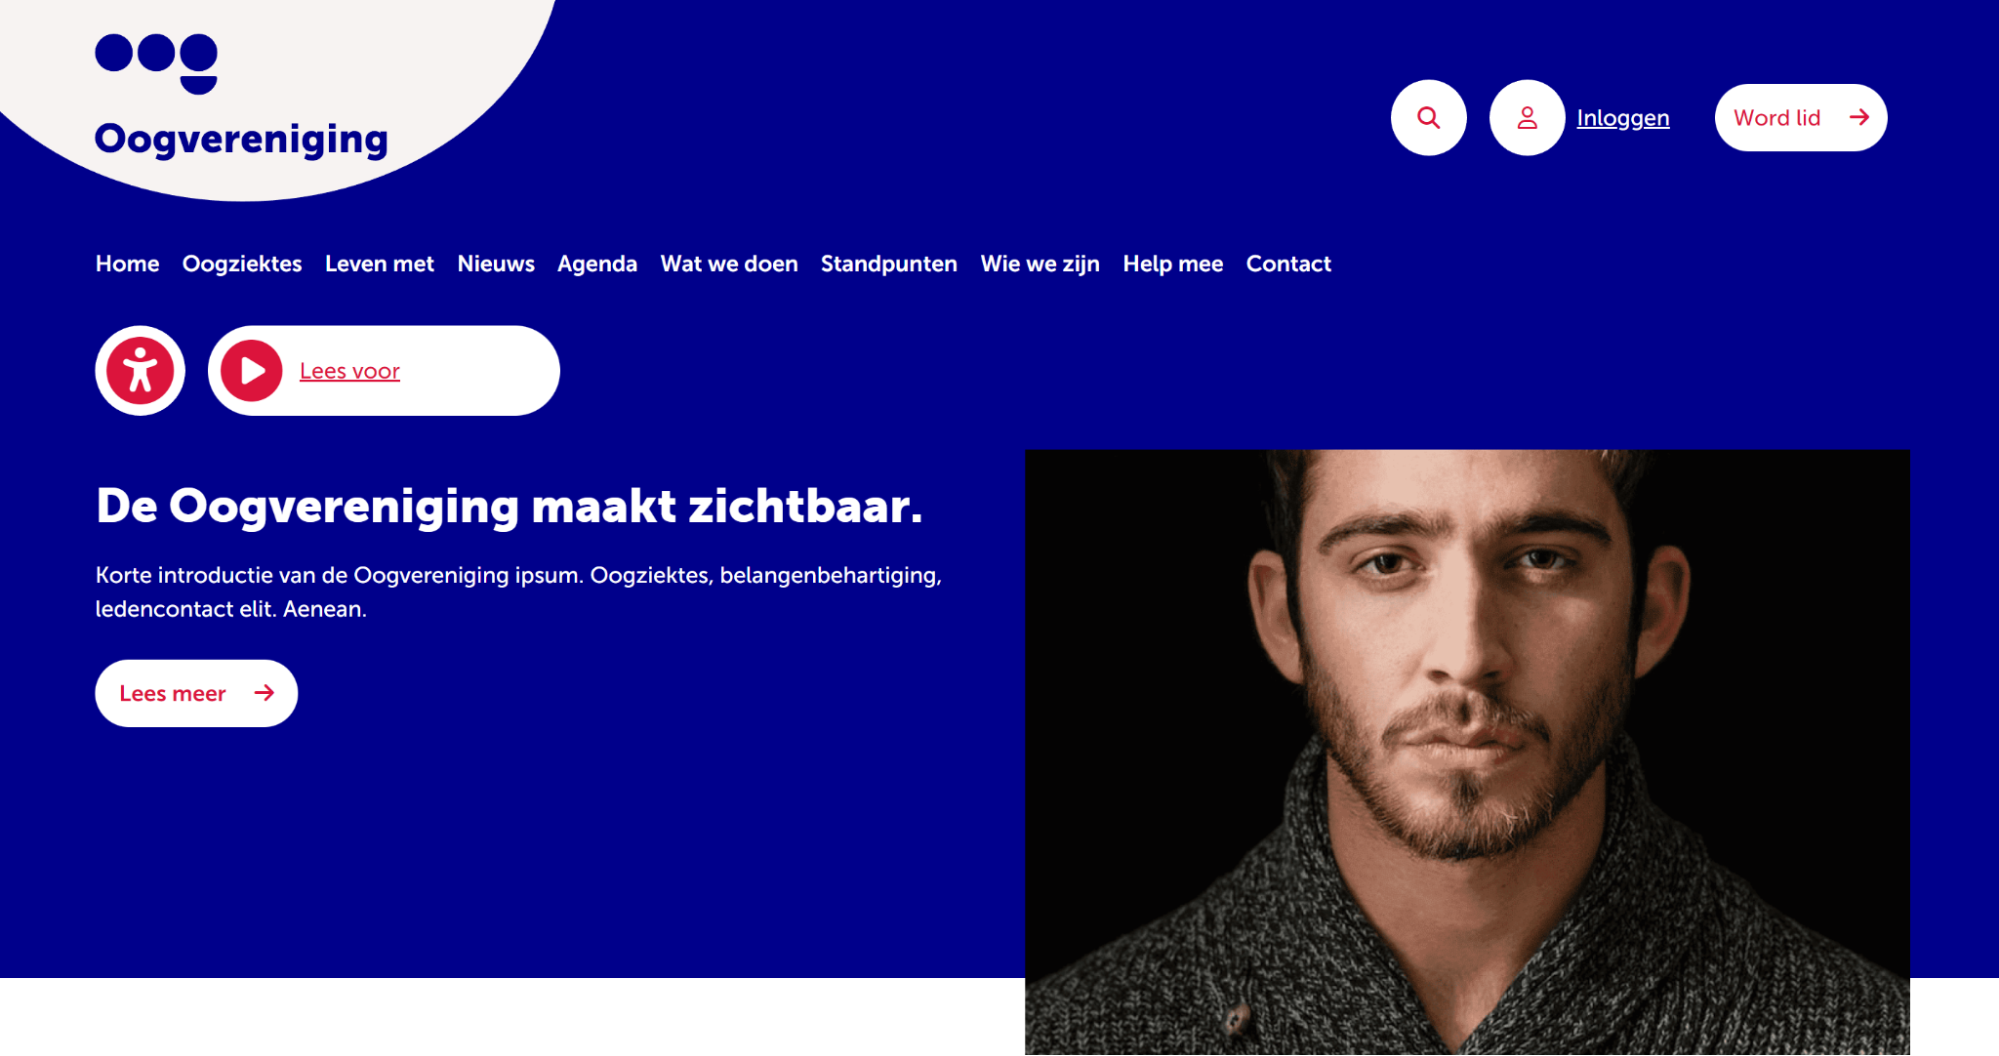 oog
Oogvereniging
Inloggen
Word lid
Home Oogziektes Leven met Nieuws Agenda Wat we doen Standpunten Wie we zijn Help mee Contact
Lees voor
De Oogvereniging maakt zichtbaar.
Korte introductie van de Oogvereniging ipsum. Oogziektes, belangenbehartiging,
ledencontact elit. Aenean.
Lees meer